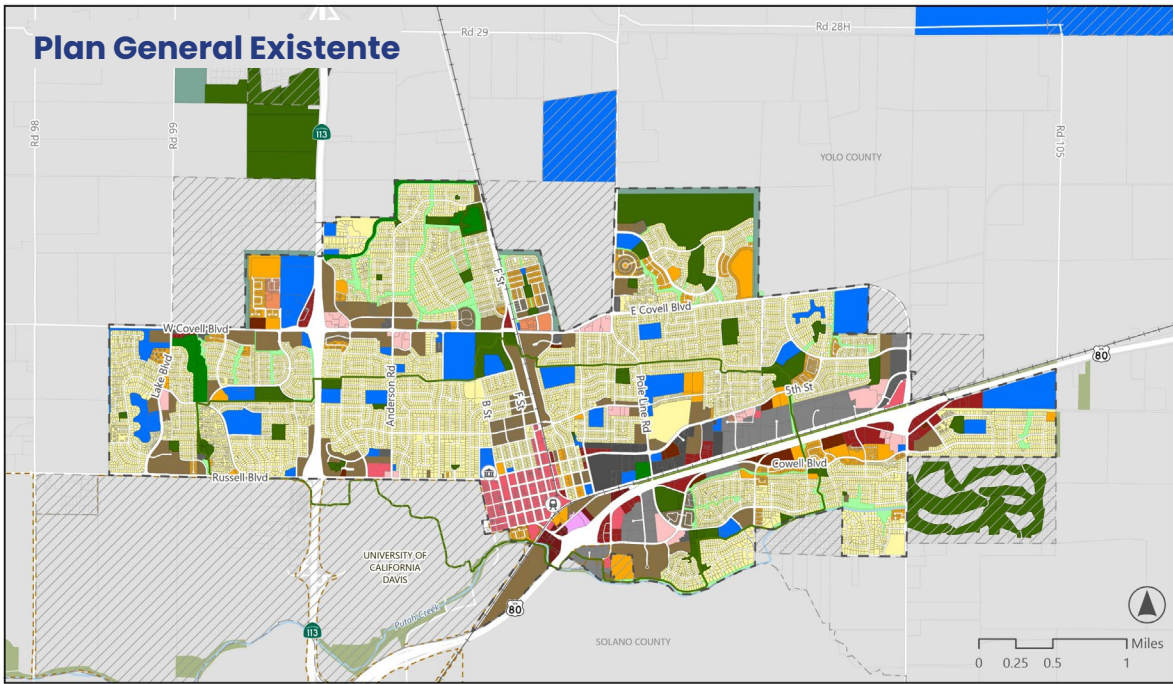 Plan General Existente
Rd 29
Rd 28H
Rd 98
Rd 99
113
Rd 105
YOLO COUNTY
F St
W Covell Blvd
E Covell Blvd
80
Lake Blvd
Anderson Rd
B St
F St
Pole Line Rd
5th St
Russell Blvd
Cowell Blvd
UNIVERSITY OF
CALIFORNIA
DAVIS
Putah Creek
80
113
SOLANO COUNTY
Miles
0 0.25 0.5 1